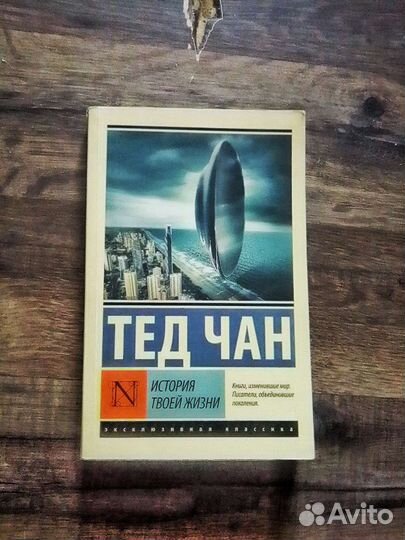 ТЕД ЧАН
N
ИСТОРИЯ
ТВОЕЙ ЖИЗНИ
Книги, изменившие мир.
Писатели, объединившие
поколения.
эксклюзивная классика
Avito